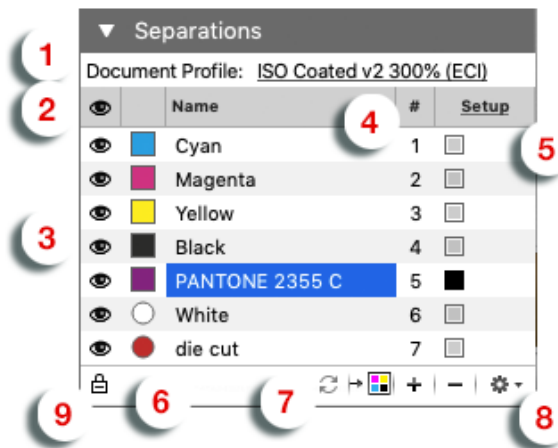 ▼ Separations
1
Document Profile: ISO Coated v2 300% (ECI)
2 Name 4 # Setup
Cyan 1 5
Magenta 2
Yellow 3
3 Black 4
PANTONE 2355 C 5
White 6
die cut 7
9 6 7 + − 8